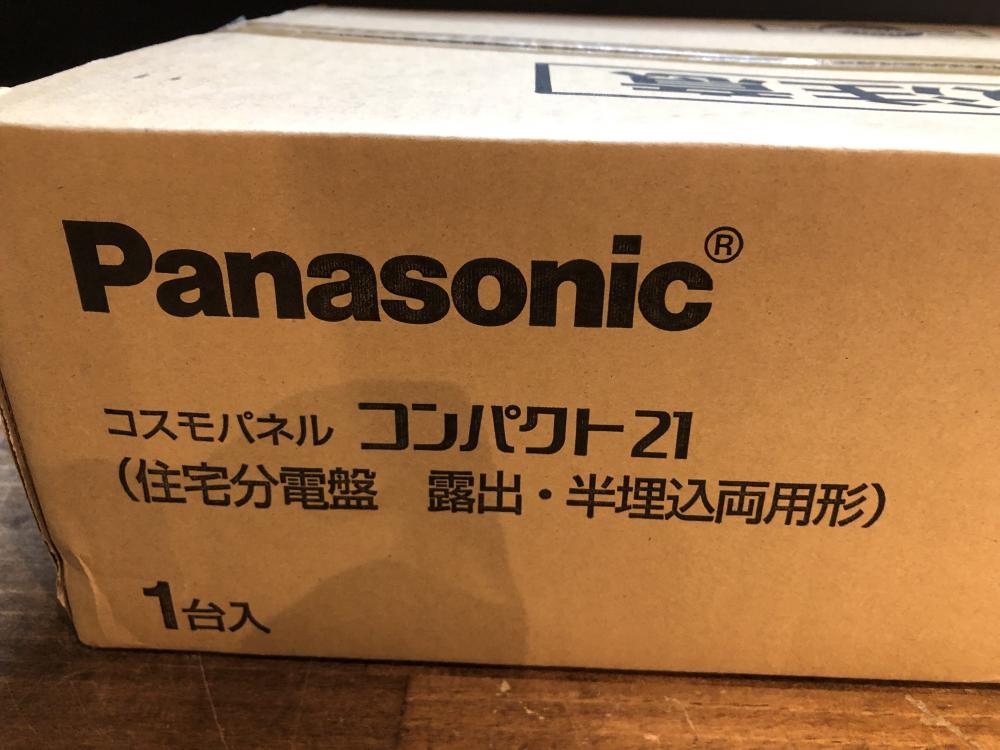 Panasonic®
コスモパネル コンパクト21
（住宅分電盤　露出・半埋込両用形）
1台入